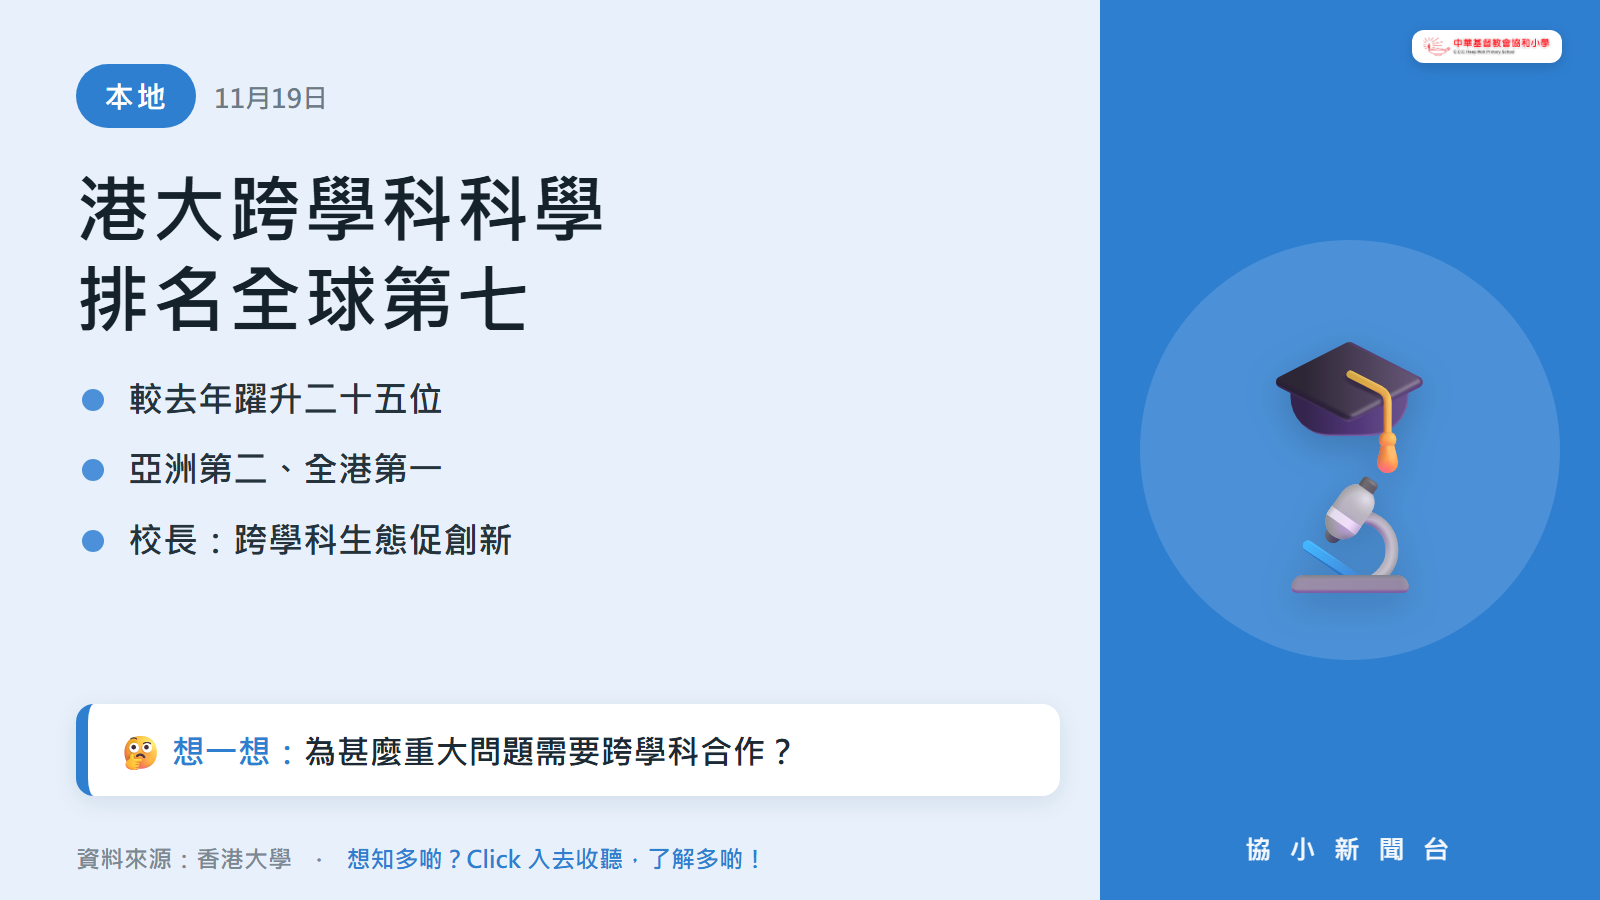 本地
11月19日
中華基督教會協和小學
港大跨學科科學
排名全球第七
較去年躍升二十五位
亞洲第二、全港第一
校長：跨學科生態促創新
想一想：為甚麼重大問題需要跨學科合作？
資料來源：香港大學 · 想知多啲？Click 入去收聽，了解多啲！
協小新聞台